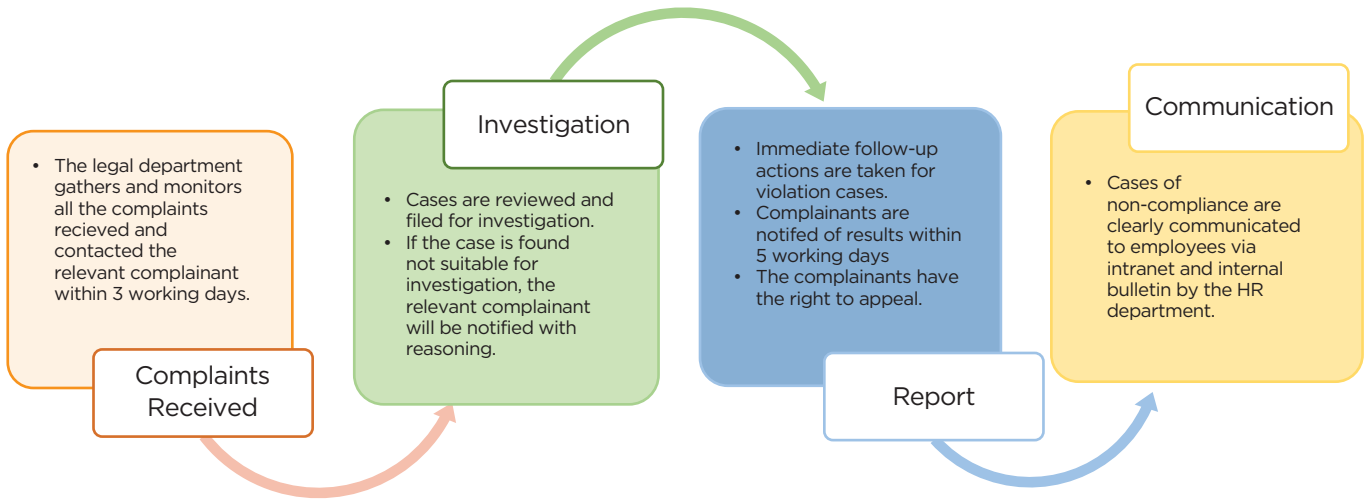 • The legal department
gathers and monitors
all the complaints
recieved and
contacted the
relevant complainant
within 3 working days.
Complaints
Received
Investigation
• Cases are reviewed and
filed for investigation.
• If the case is found
not suitable for
investigation, the
relevant complainant
will be notified with
reasoning.
• Immediate follow-up
actions are taken for
violation cases.
• Complainants are
notifed of results within
5 working days
• The complainants have
the right to appeal.
Report
Communication
• Cases of
non-compliance are
clearly communicated
to employees via
intranet and internal
bulletin by the HR
department.